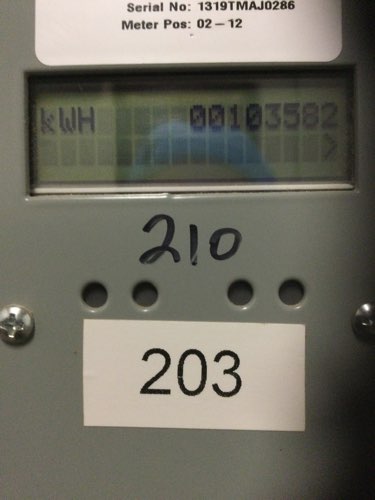 Serial No: 1319TMAJ0286
Meter Pos: 02-12
kWH 00103582
>
210
203